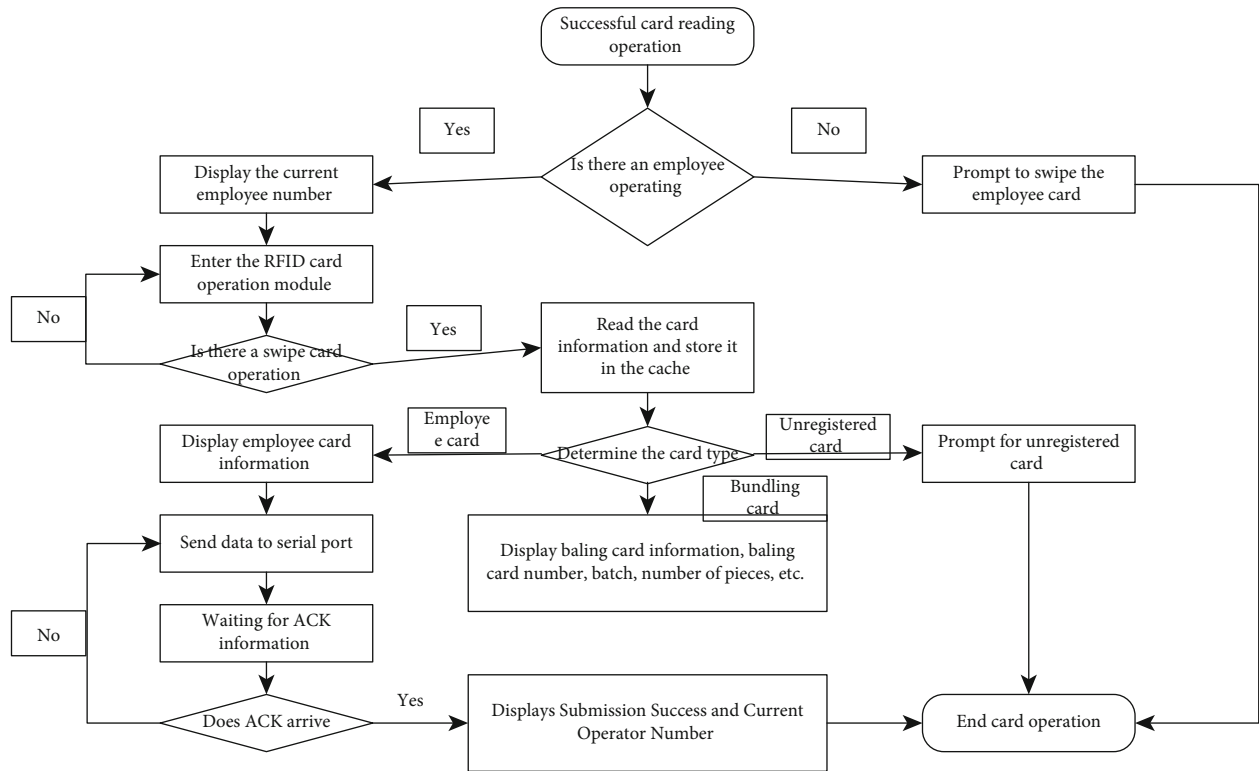 Successful card reading
operation
Yes
No
Is there an employee
operating
Display the current
employee number
Prompt to swipe the
employee card
Enter the RFID card
operation module
No
Yes
Read the card
information and store it
in the cache
Is there a swipe card
operation
Employe
e card
Unregistered
card
Display employee card
information
Determine the card type
Prompt for unregistered
card
Bundling
card
Send data to serial port
Display baling card information, baling
card number, batch, number of pieces, etc.
No
Waiting for ACK
information
Yes
Does ACK arrive
Displays Submission Success and Current
Operator Number
End card operation